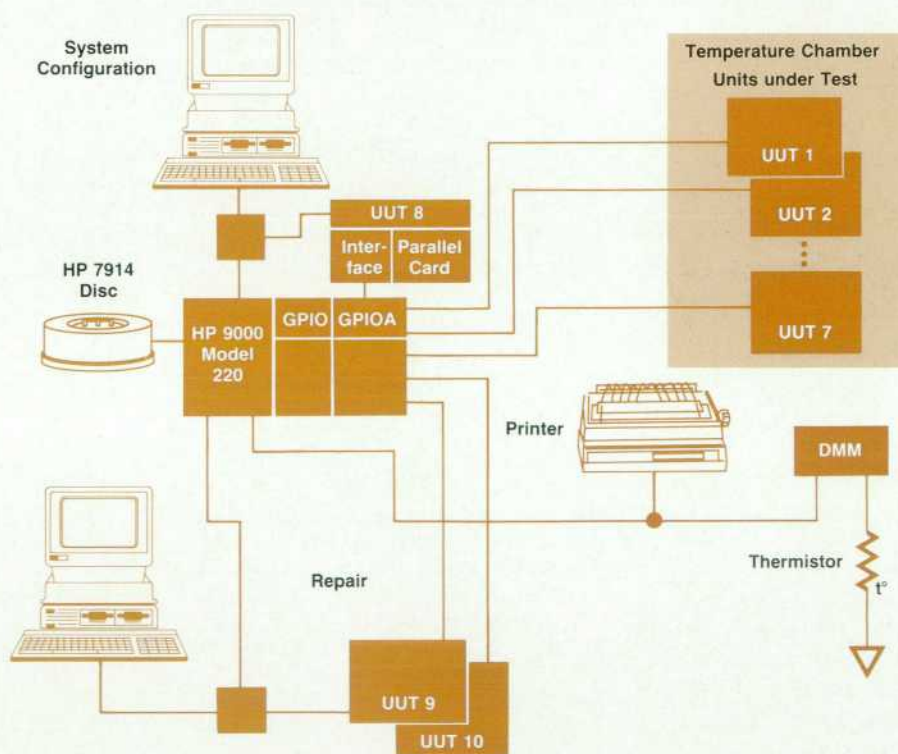 System
Configuration
Temperature Chamber
Units under Test
UUT 1
UUT 2
UUT 7
UUT 8
Inter-
face
Parallel
Card
HP 7914
Disc
HP 9000
Model
220
GPIO
GPIOA
Printer
DMM
Thermistor
t°
Repair
UUT 9
UUT 10